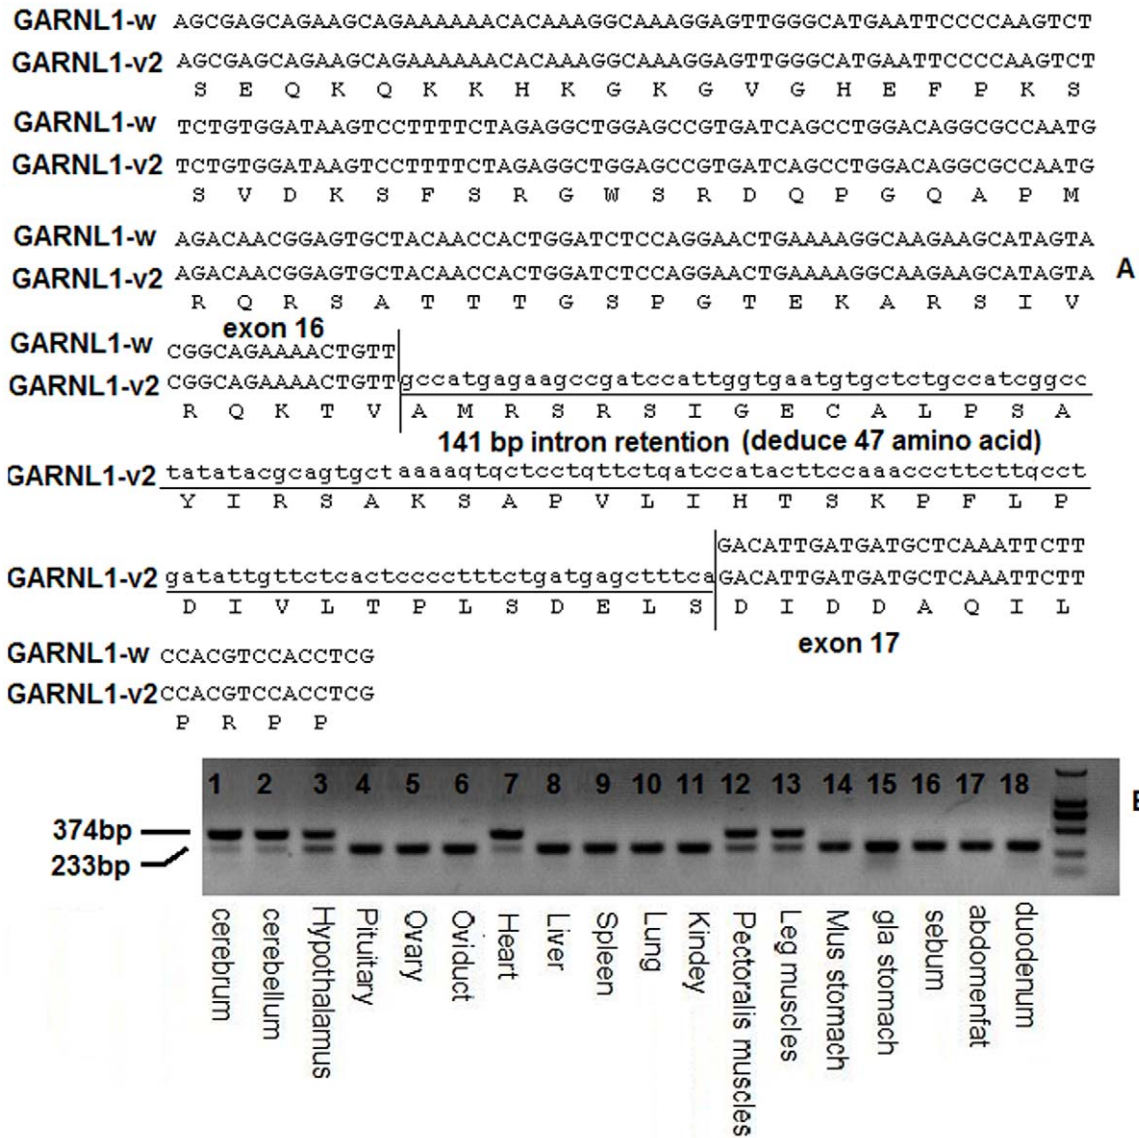 GARNL1-w AGCGAGCAGAAGCAGAAAAAACACAAAGGCAAAGGAGTTGGGCATGAATTCCCCAAGTCT
GARNL1-v2 AGCGAGCAGAAGCAGAAAAAACACAAAGGCAAAGGAGTTGGGCATGAATTCCCCAAGTCT
S E Q K Q K K H K G K G V G H E F P K S
GARNL1-w TCTGTGGATAAGTCCTTTTCTAGAGGCTGGAGCCGTGATCAGCCTGGACAGGCGCCAATG
GARNL1-v2 TCTGTGGATAAGTCCTTTTCTAGAGGCTGGAGCCGTGATCAGCCTGGACAGGCGCCAATG
S V D K S F S R G W S R D Q P G Q A P M
GARNL1-w AGACAACGGAGTGCTACAACCACTGGATCTCCAGGAACTGAAAAGGCAAGAAGCATAGTA
GARNL1-v2 AGACAACGGAGTGCTACAACCACTGGATCTCCAGGAACTGAAAAGGCAAGAAGCATAGTA A
R Q R S A T T T G S P G T E K A R S I V
exon 16
GARNL1-w CGGCAGAAAACTGTT
GARNL1-v2 CGGCAGAAAACTGTTgccatgagaagccgatccattggtgaatgtgctctgccatcggcc
R Q K T V A M R S R S I G E C A L P S A
141 bp intron retention (deduce 47 amino acid)
GARNL1-v2 tatatacgcagtgctaaaagtgctcctgttctgatccatacttccaaacccttcttgcct
Y I R S A K S A P V L I H T S K P F L P
GACATTGATGATGCTCAAATTCTT
GARNL1-v2 gatattgttctcactcccctttctgatgagctttcaGACATTGATGATGCTCAAATTCTT
D I V L T P L S D E L S D I D D A Q I L
exon 17
GARNL1-w CCACGTCCACCTCG
GARNL1-v2 CCACGTCCACCTCG
P R P P
1 2 3 4 5 6 7 8 9 10 11 12 13 14 15 16 17 18
374bp
233bp
cerebrum
cerebellum
Hypothalamus
Pituitary
Ovary
Oviduct
Heart
Liver
Spleen
Lung
Kindey
Pectoralis muscles
Leg muscles
Mus stomach
gla stomach
sebum
abdomenfat
duodenum